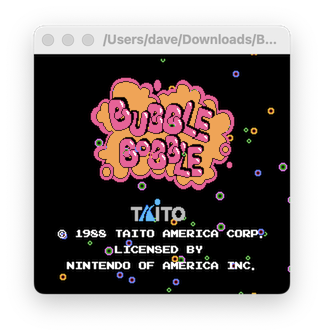 /Users/dave/Downloads/B...
BUBBLE
BOBBLE
TAITO
© 1988 TAITO AMERICA CORP.
LICENSED BY
NINTENDO OF AMERICA INC.